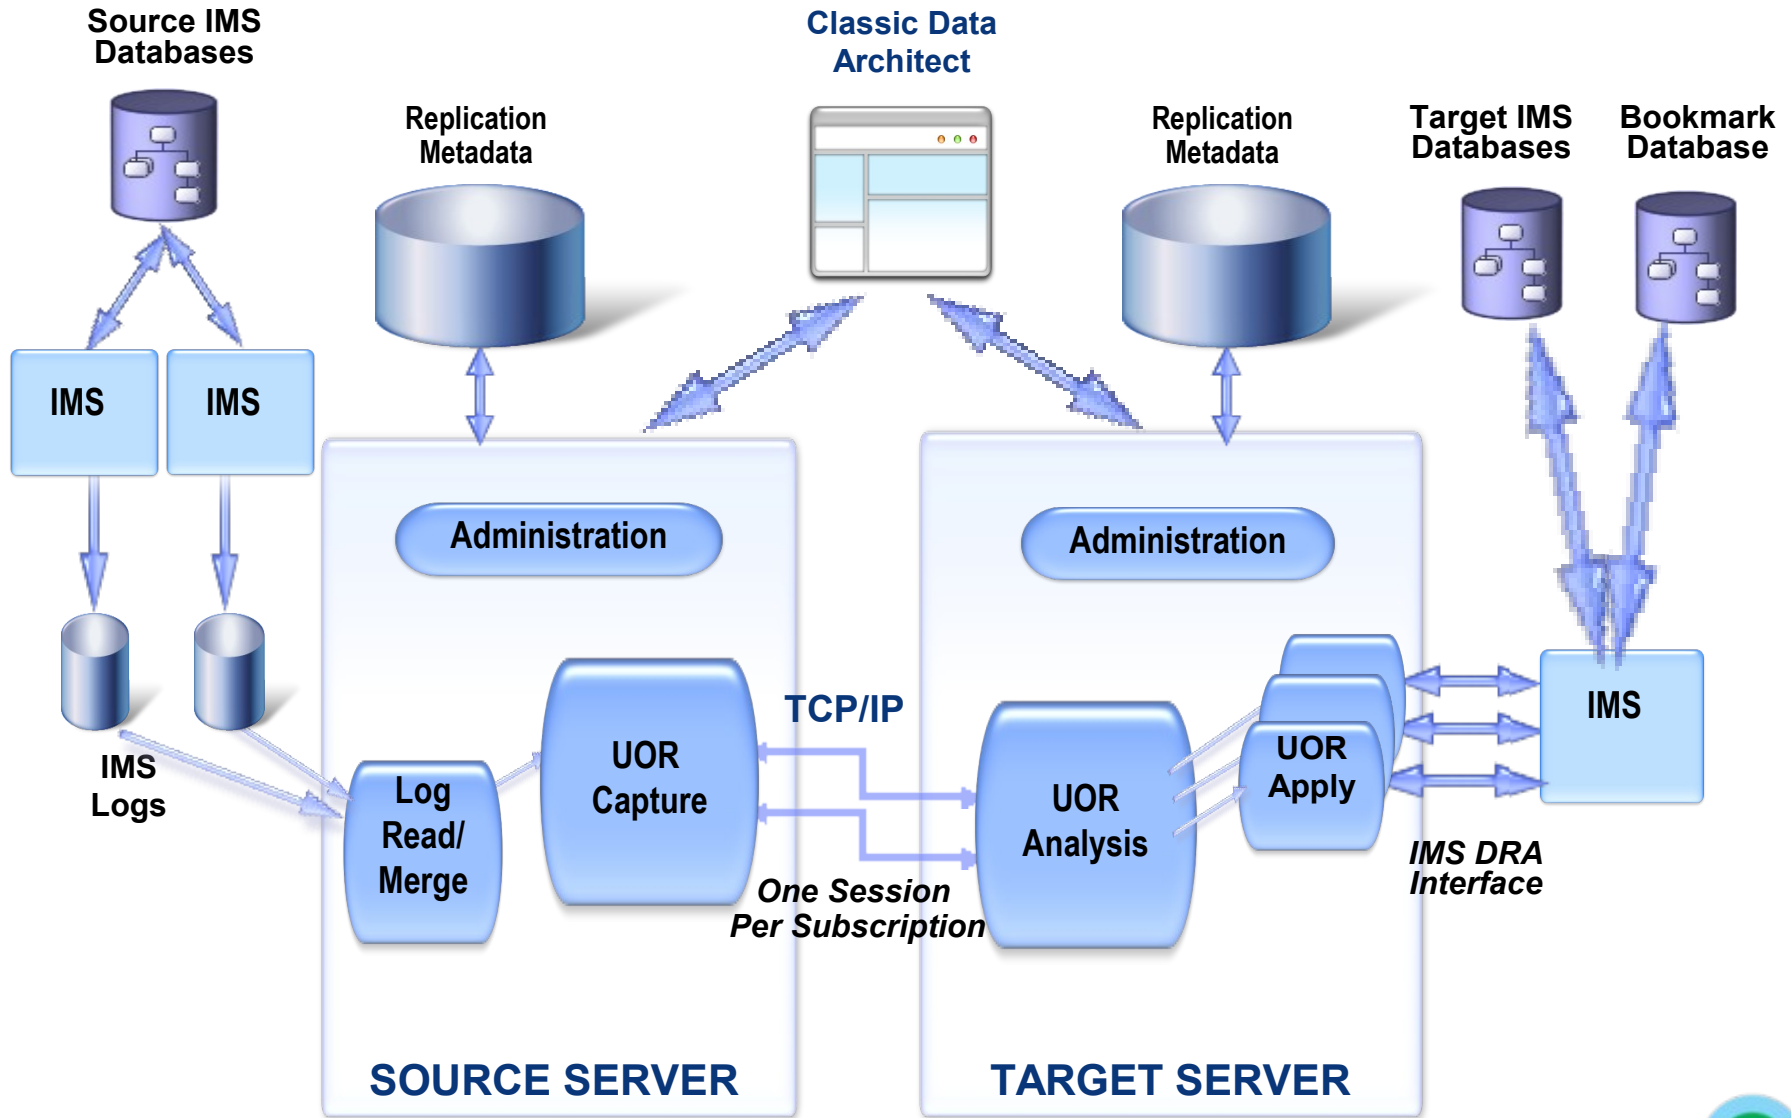 Source IMS
Databases
Classic Data
Architect
Replication
Metadata
Replication
Metadata
Target IMS
Databases
Bookmark
Database
IMS
IMS
Administration
Administration
IMS
Logs
Log
Read/
Merge
UOR
Capture
TCP/IP
One Session
Per Subscription
UOR
Analysis
UOR
Apply
IMS
IMS DRA
Interface
SOURCE SERVER
TARGET SERVER